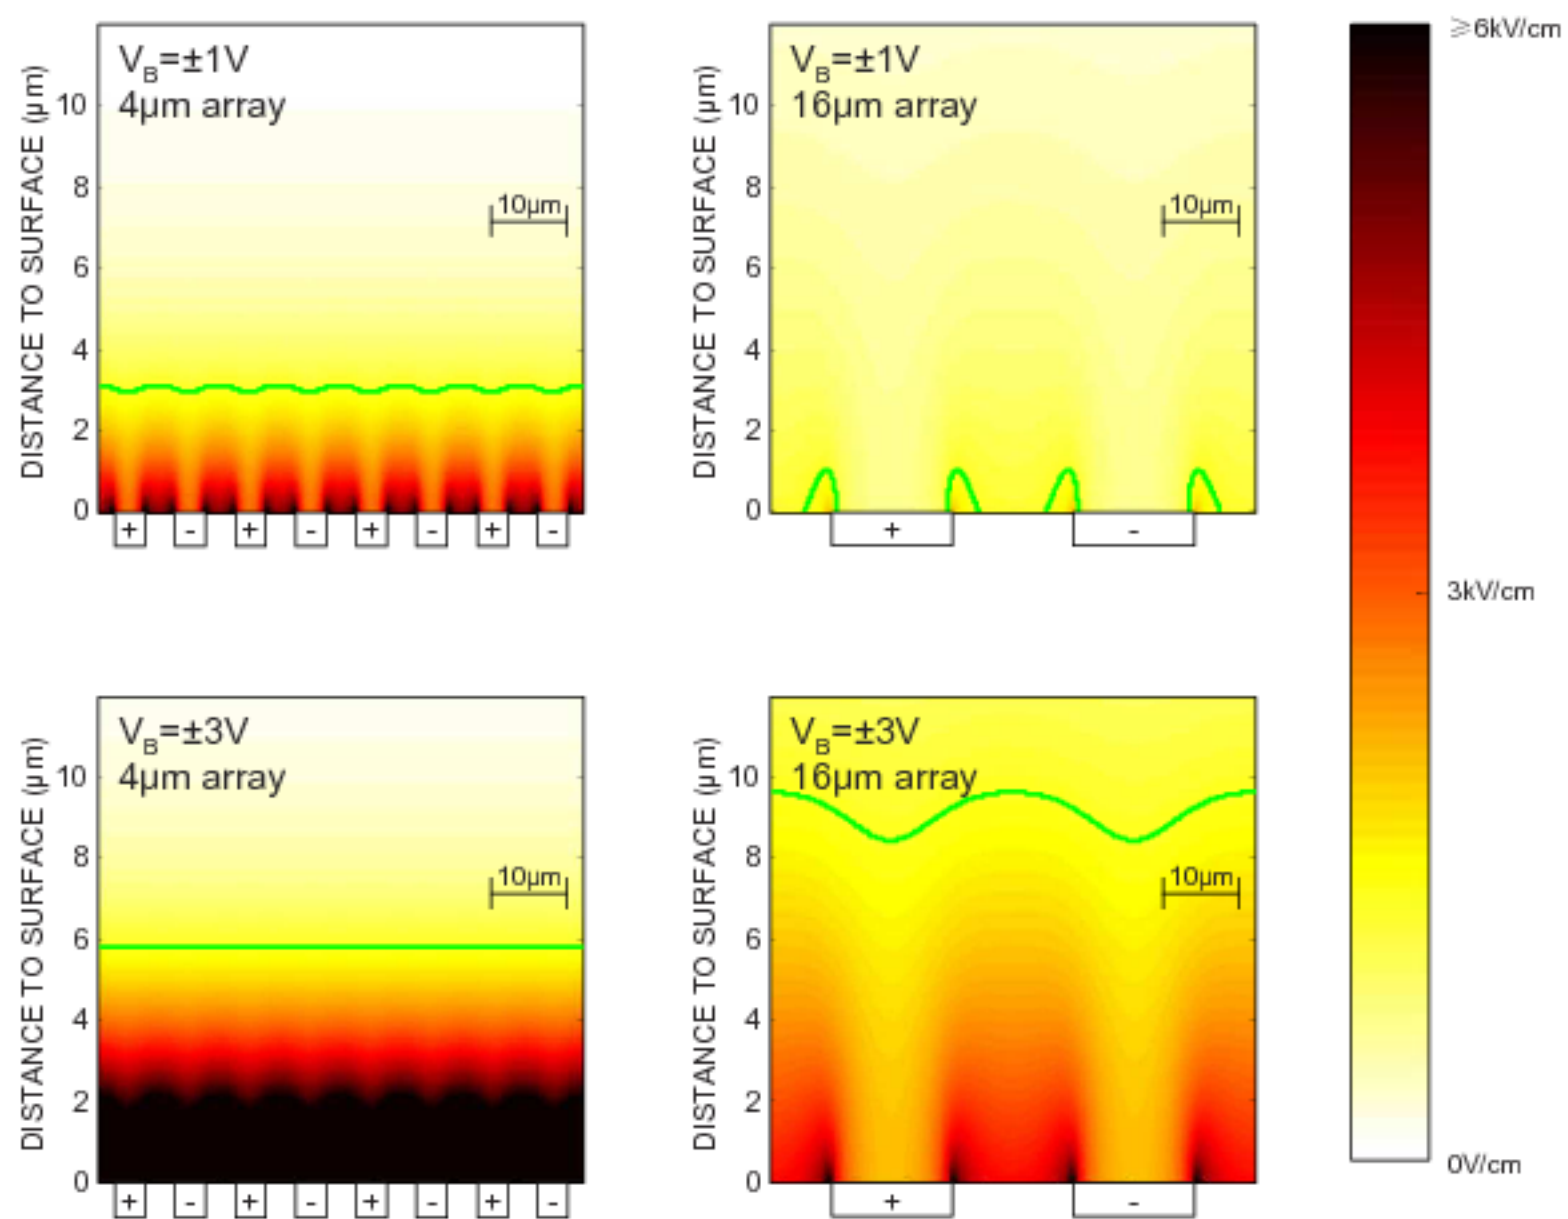 V_B=±1V
4µm array
DISTANCE TO SURFACE (µm)
10
8
6
4
2
0
10µm
+ - + - + - + -
V_B=±1V
16µm array
DISTANCE TO SURFACE (µm)
10
8
6
4
2
0
10µm
+ -
V_B=±3V
4µm array
DISTANCE TO SURFACE (µm)
10
8
6
4
2
0
10µm
+ - + - + - + -
V_B=±3V
16µm array
DISTANCE TO SURFACE (µm)
10
8
6
4
2
0
10µm
+ -
⩾6kV/cm
3kV/cm
0V/cm